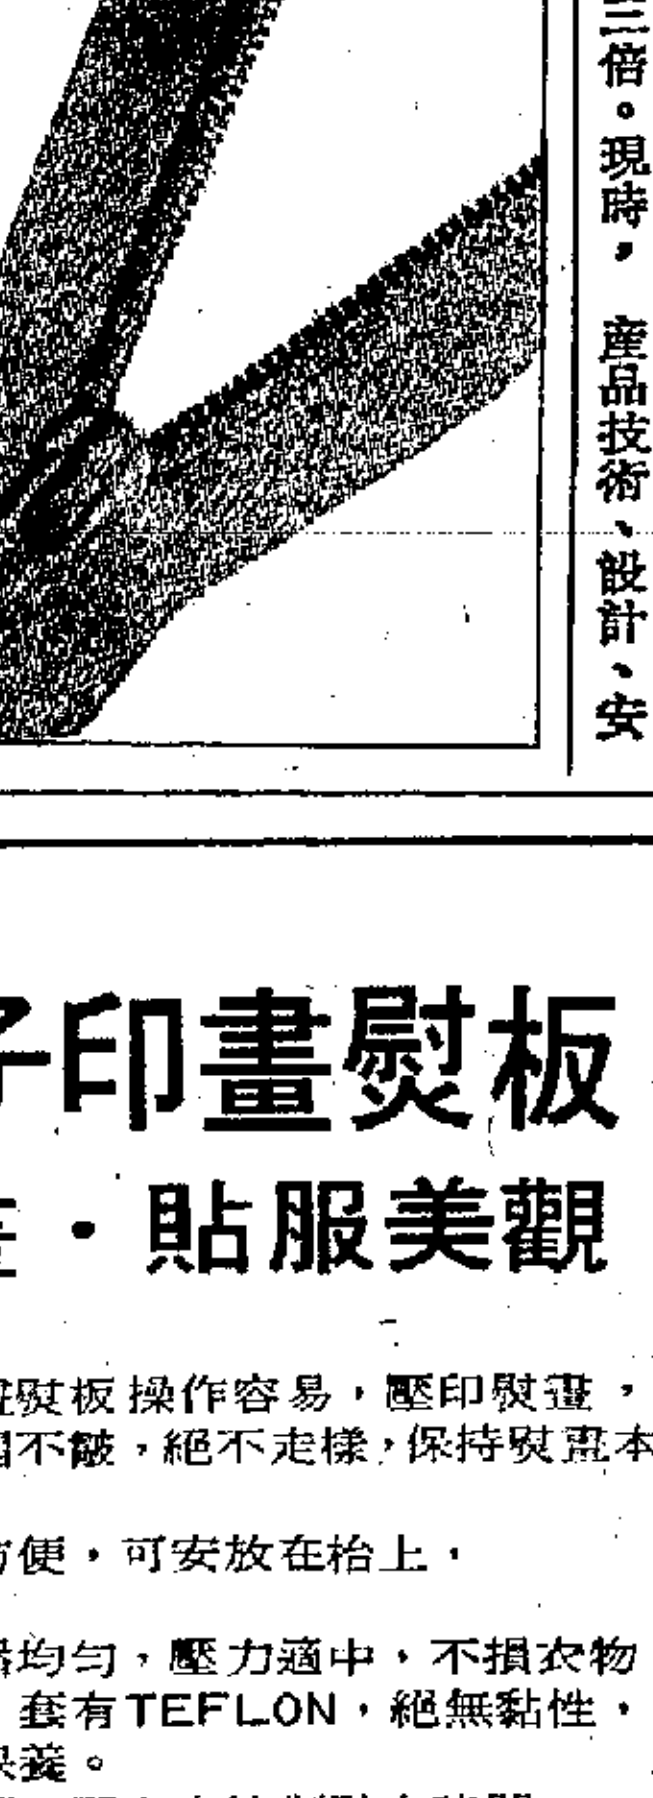 三倍。現時，產品技術、設計、安
印畫熨板
・貼服美觀
熨板操作容易，壓印熨畫，
不皺，絕不走樣，保持熨畫本
便，可安放在枱上，
均勻，壓力適中，不損衣物
套有TEFLON，絕無黏性，
養。